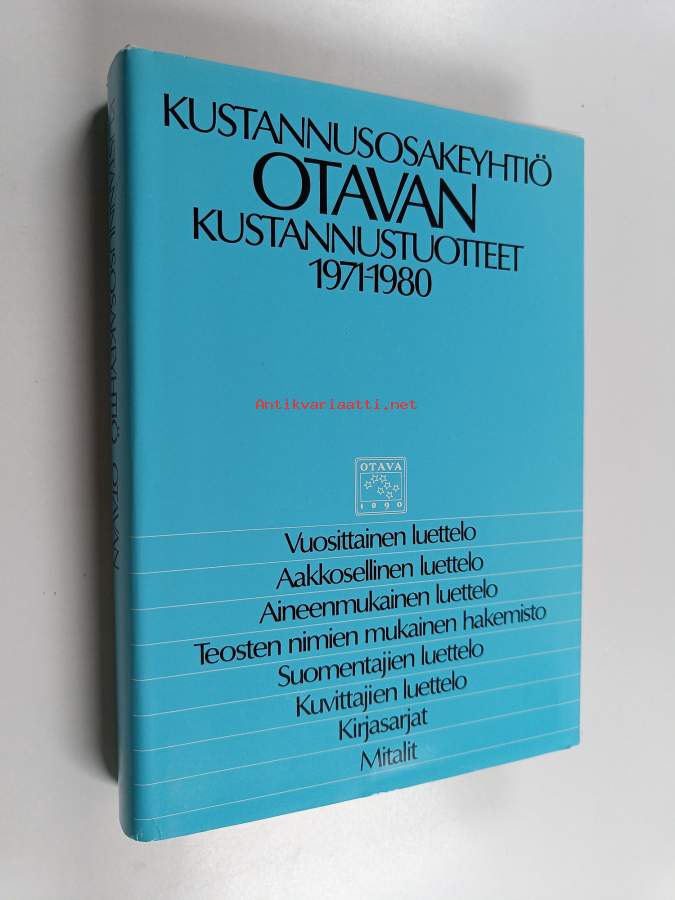 KUSTANNUSOSAKEYHTIÖ
OTAVAN
KUSTANNUSTUOTTEET
1971-1980
Antikvariaatti.net
OTAVA
1890
Vuosittainen luettelo
Aakkosellinen luettelo
Aineenmukainen luettelo
Teosten nimien mukainen hakemisto
Suomentajien luettelo
Kuvittajien luettelo
Kirjasarjat
Mitalit
KUSTANNUSOSAKEYHTIÖ OTAVAN